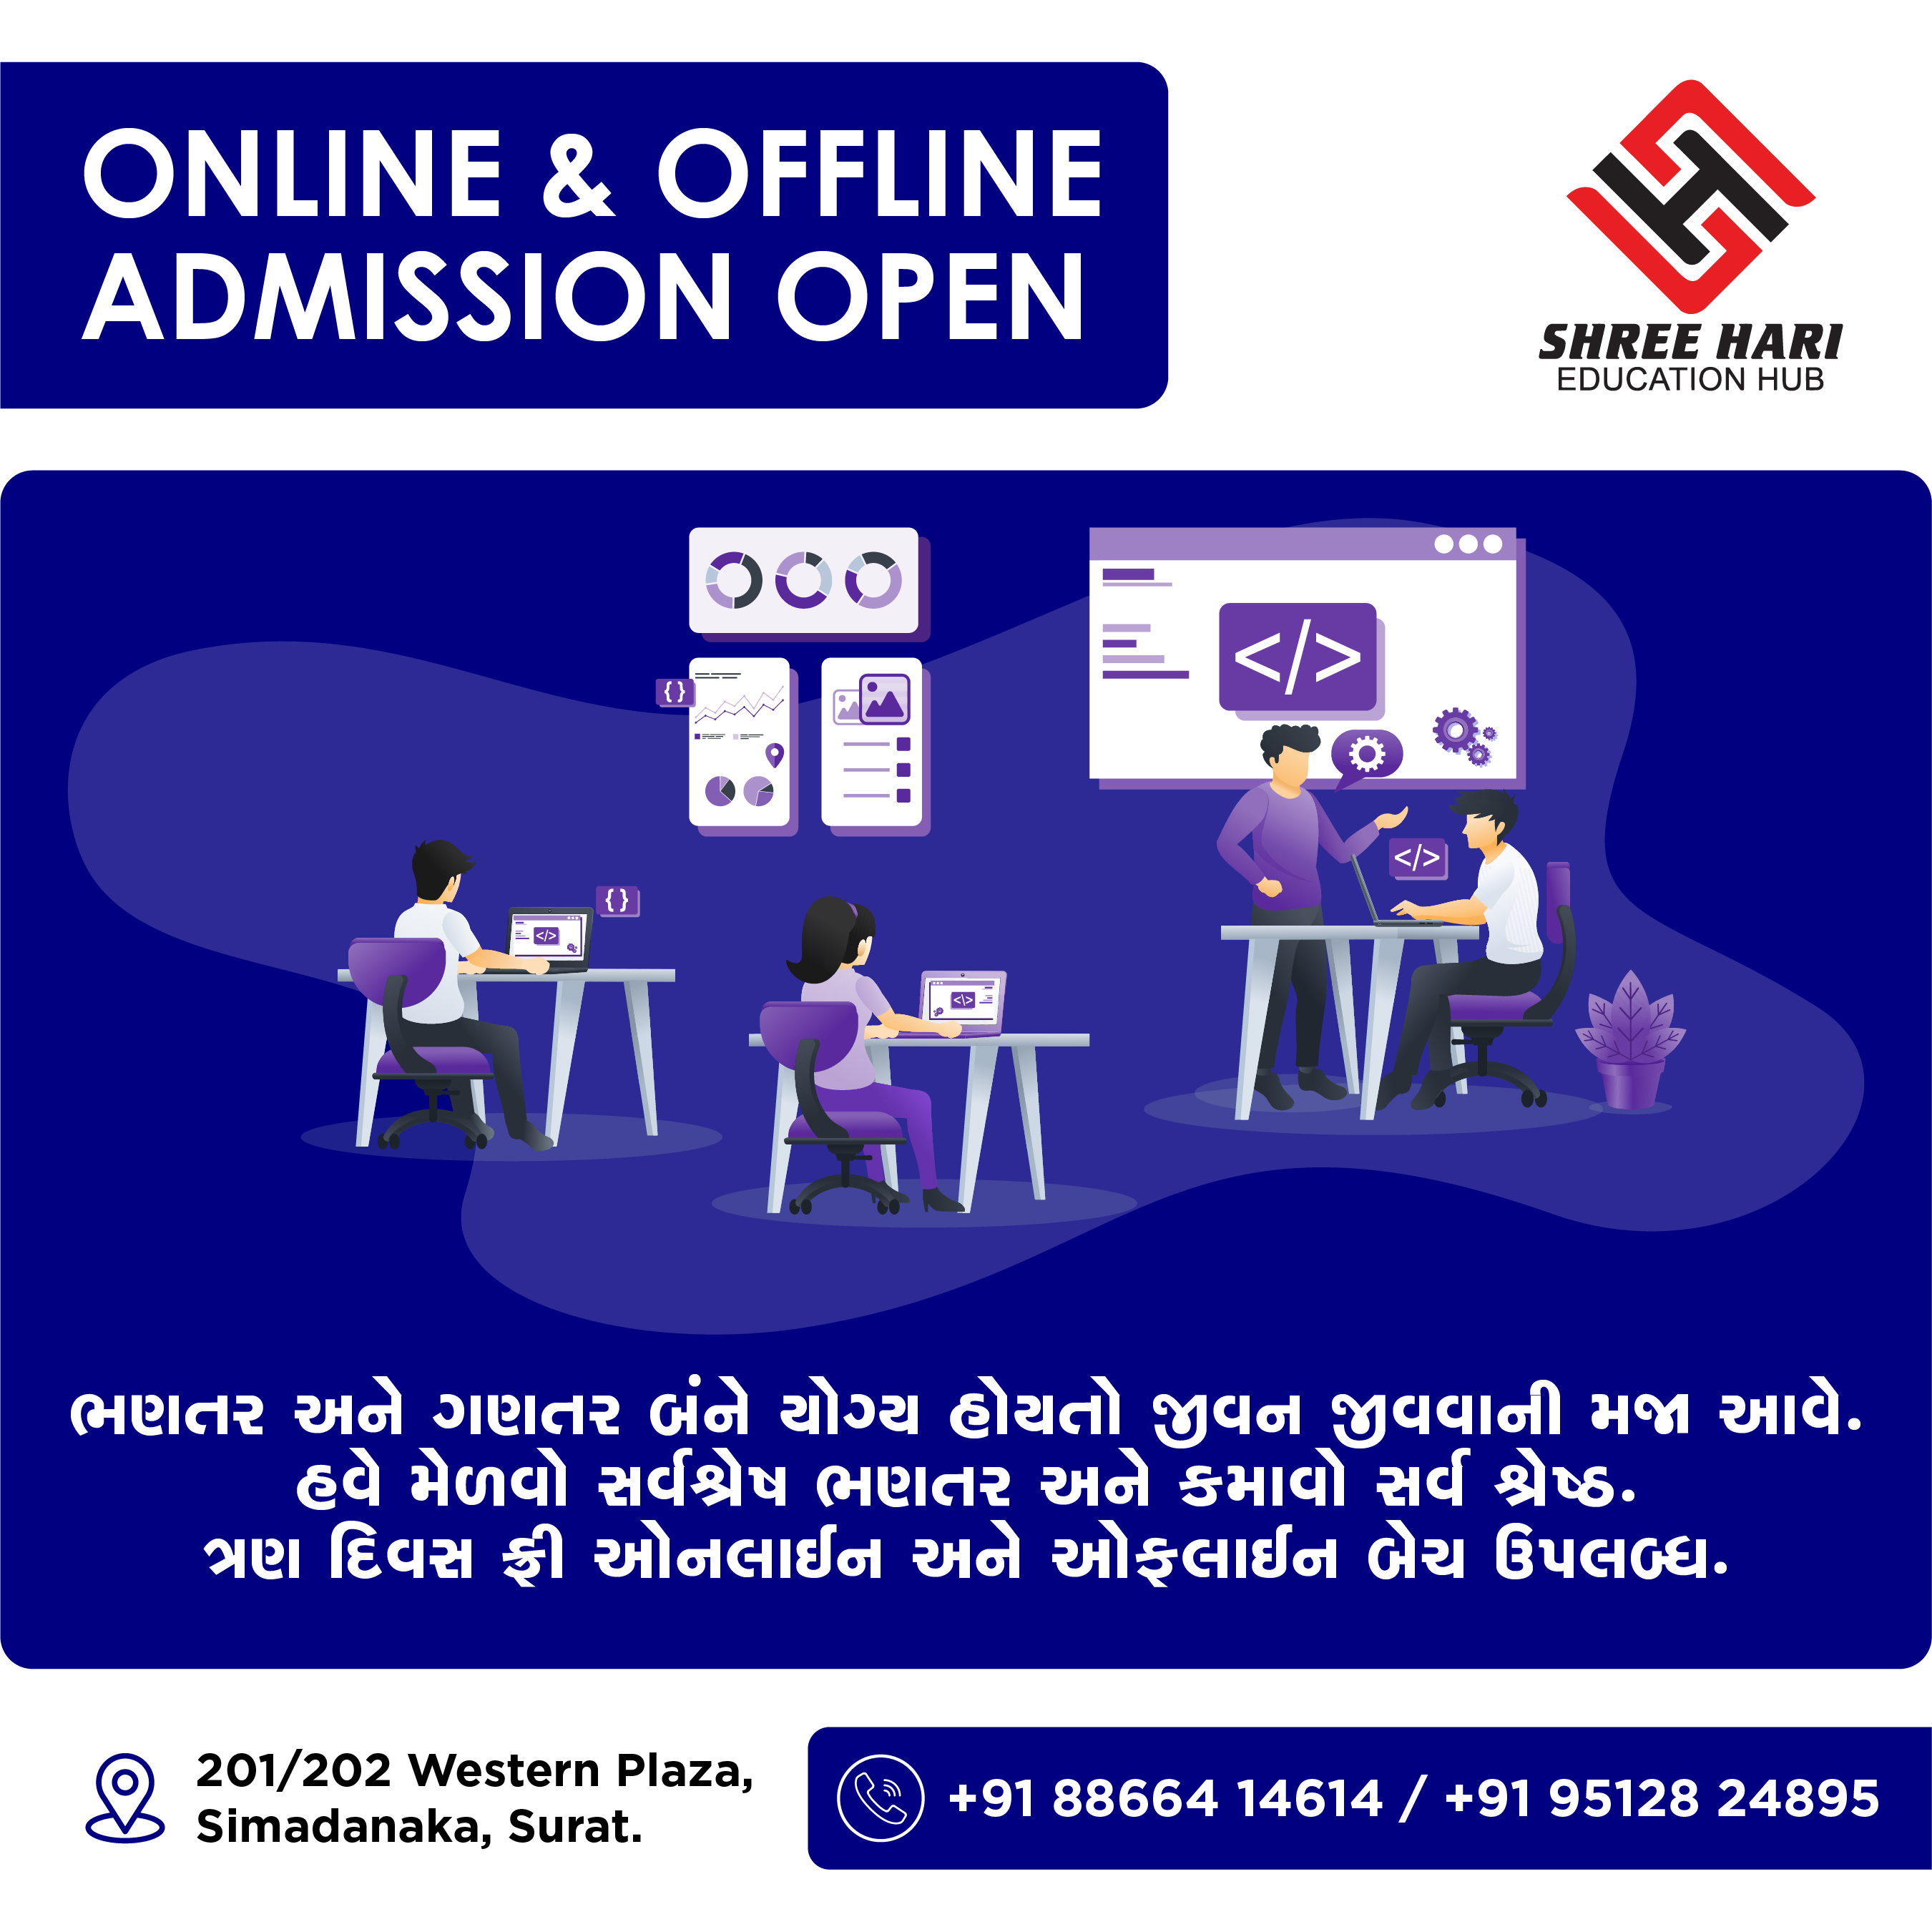 ONLINE & OFFLINE
ADMISSION OPEN
SHREE HARI
EDUCATION HUB
</>
{ }
</>
{ }
</>
</>
ભણતર અને ગણતર બંને યોગ્ય હોયતો જીવન જીવવાની મજા આવે.
હવે મેળવો સર્વશ્રેષ ભણતર અને કમાવો સર્વ શ્રેષ્ઠ.
ત્રણ દિવસ ફ્રી ઓનલાઈન અને ઓફલાઈન બેચ ઉપલબ્ધ.
201/202 Western Plaza,
Simadanaka, Surat.
+91 88664 14614 / +91 95128 24895